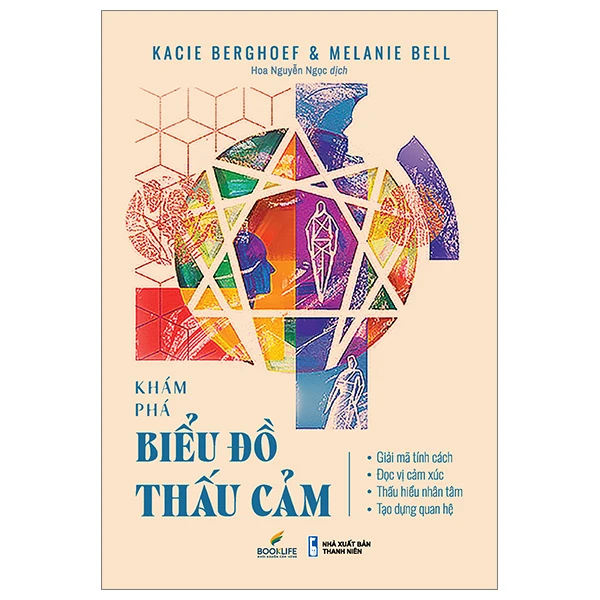 KACIE BERGHOEF & MELANIE BELL
Hoa Nguyễn Ngọc dịch
KHÁM
PHÁ
BIỂU ĐỒ
THẤU CẢM
• Giải mã tính cách
• Đọc vị cảm xúc
• Thấu hiểu nhân tâm
• Tạo dựng quan hệ
BOOKLIFE
NHÀ XUẤT BẢN
THANH NIÊN